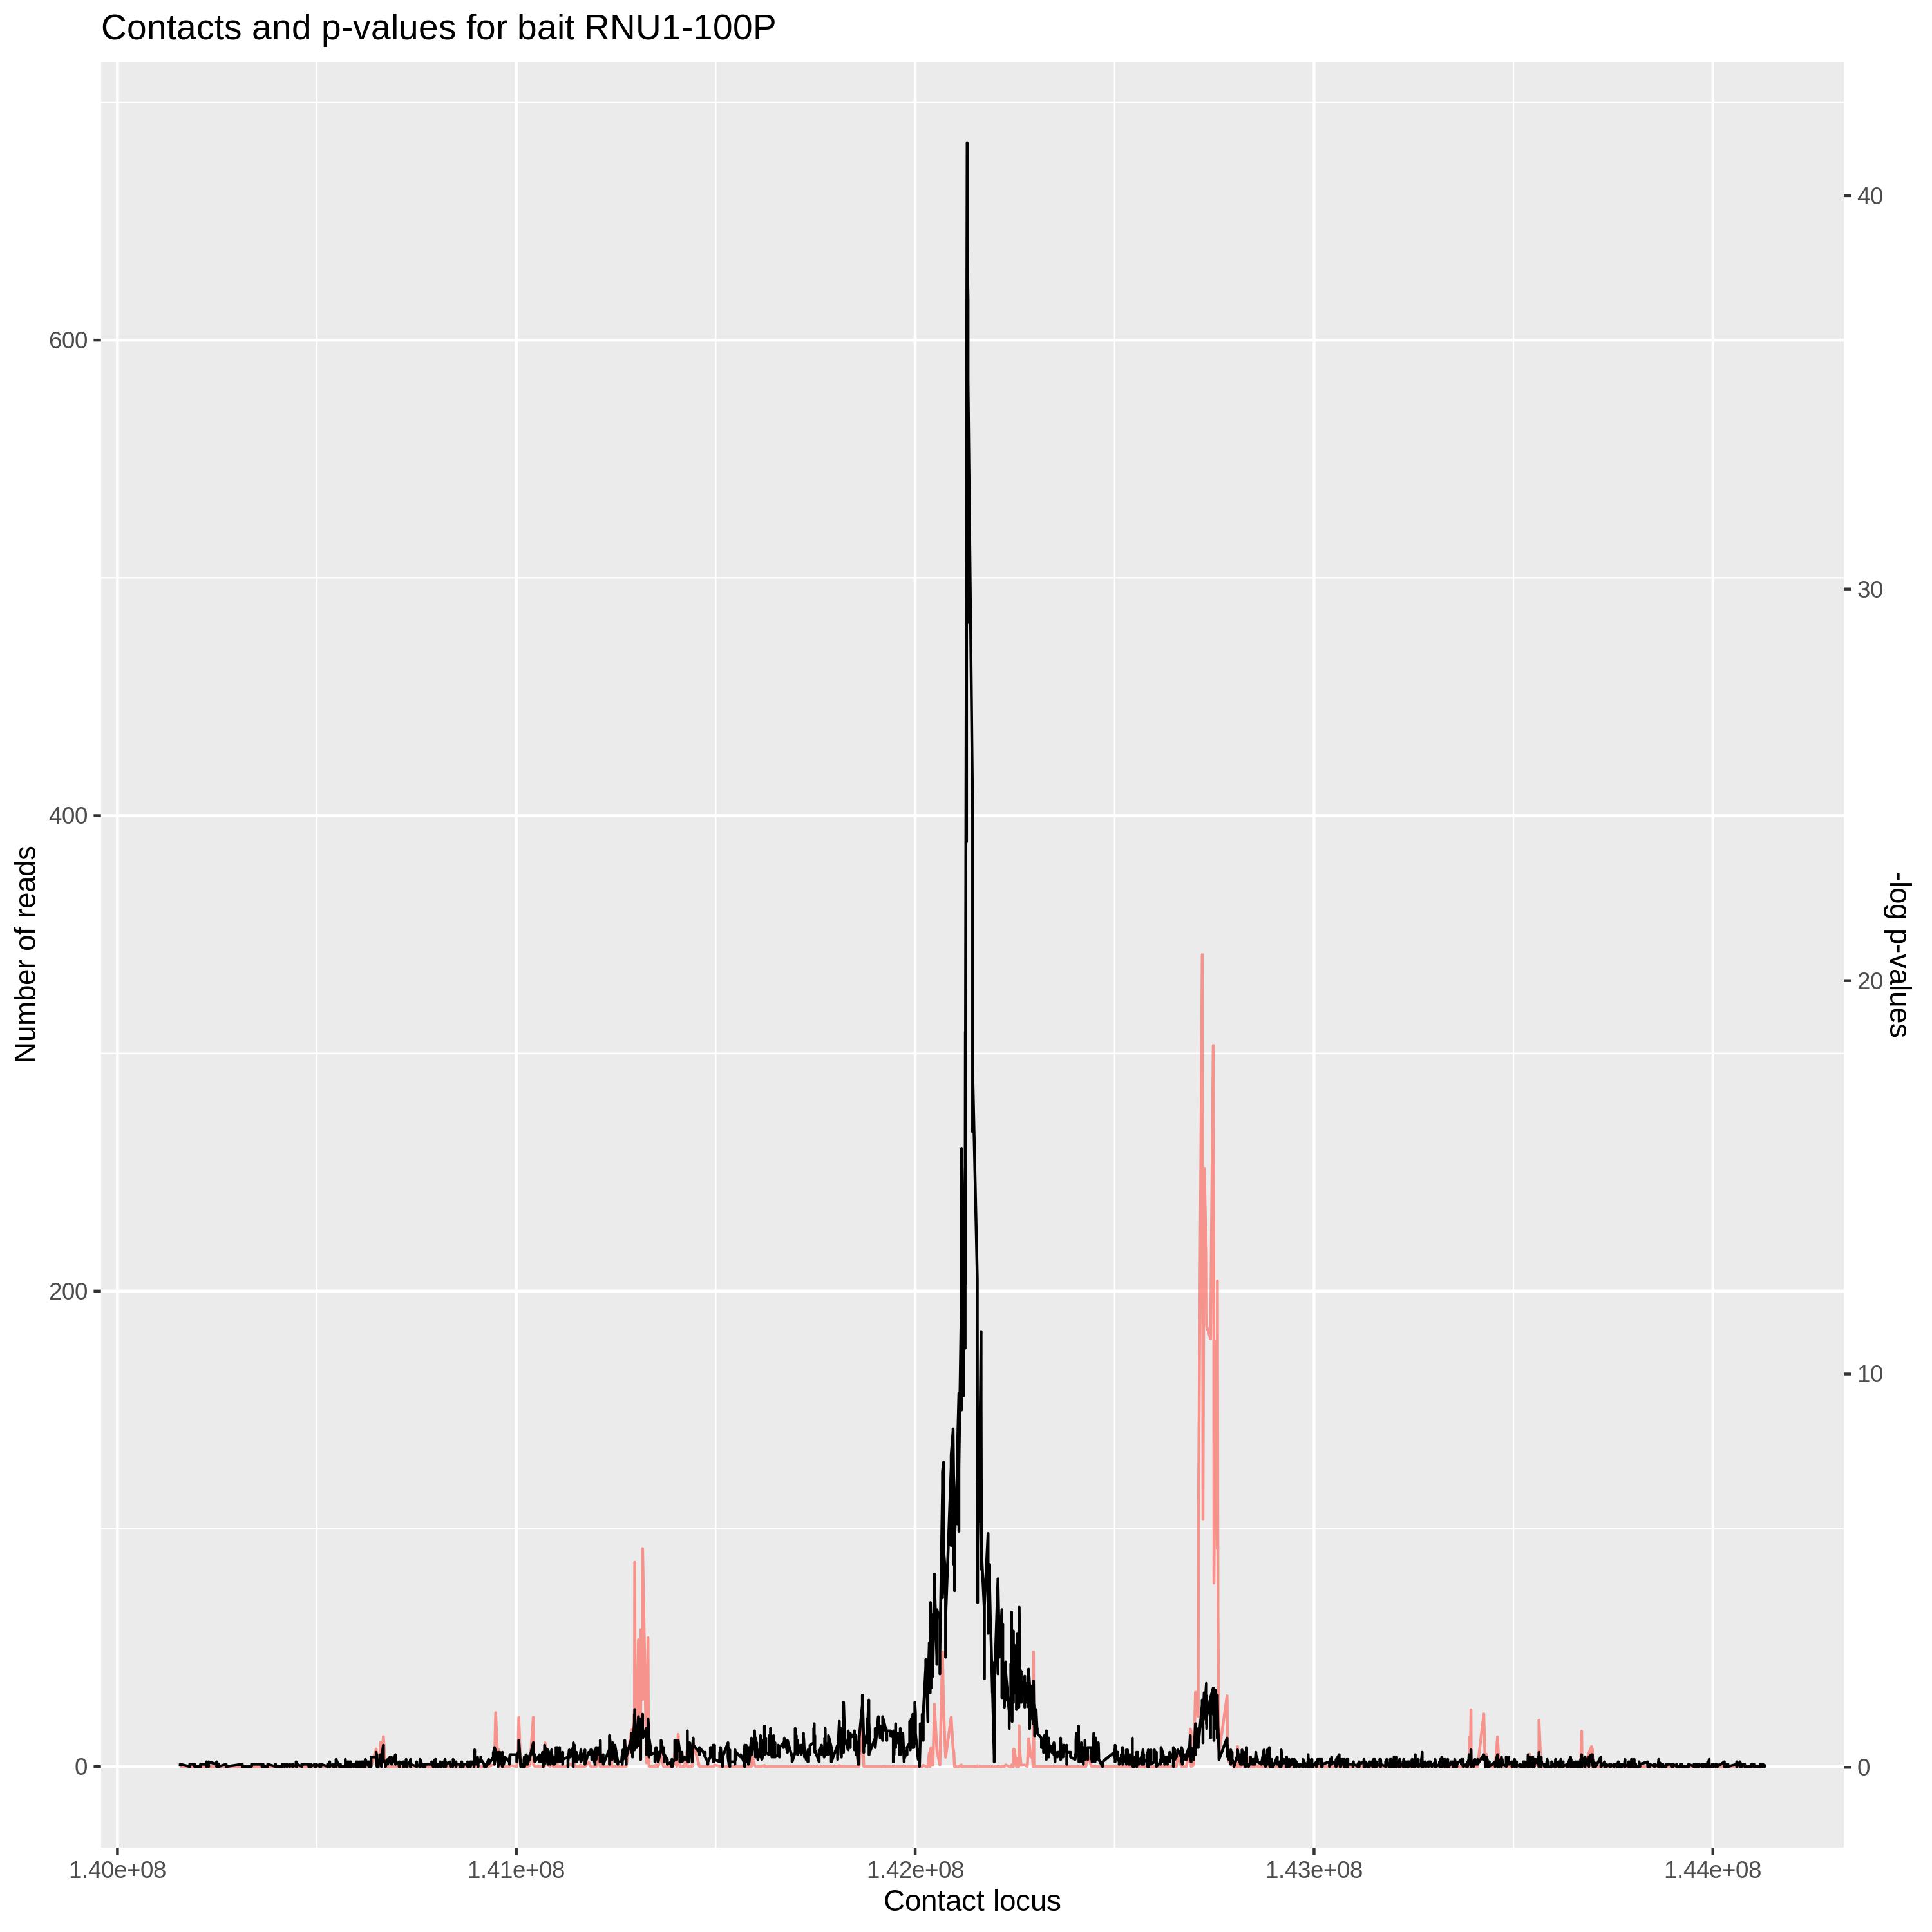 Contacts and p-values for bait RNU1-100P
600
400
200
0
Number of reads
40
30
20
10
0
-log p-values
1.40e+08
1.41e+08
1.42e+08
1.43e+08
1.44e+08
Contact locus